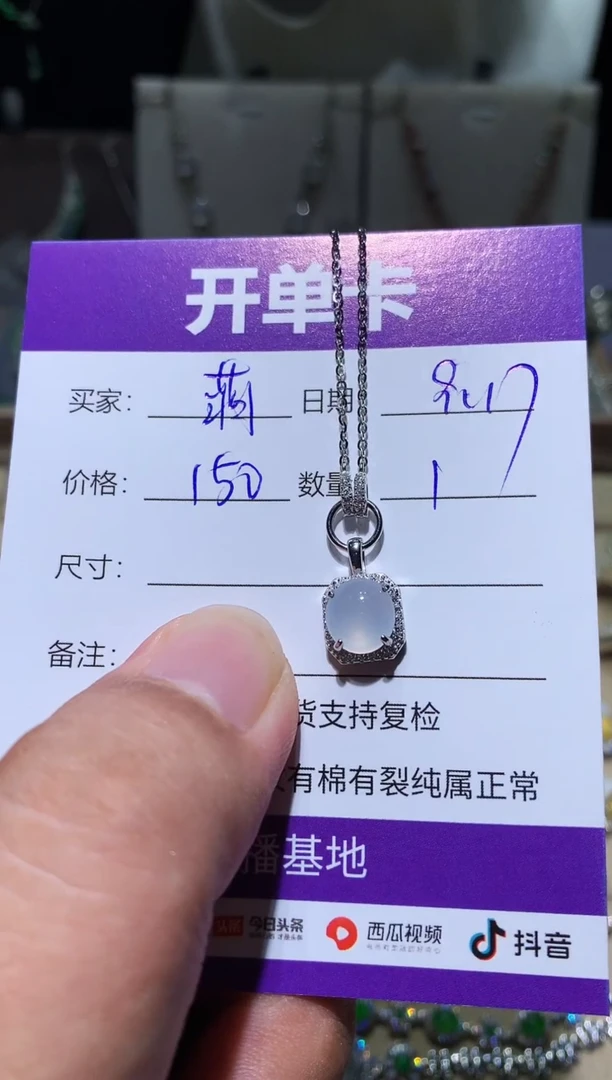 开单卡
买家: 日期
价格: 150 数量 1
尺寸:
备注:
货支持复检
有棉有裂纯属正常
播基地
头条 今日头条 西瓜视频 抖音